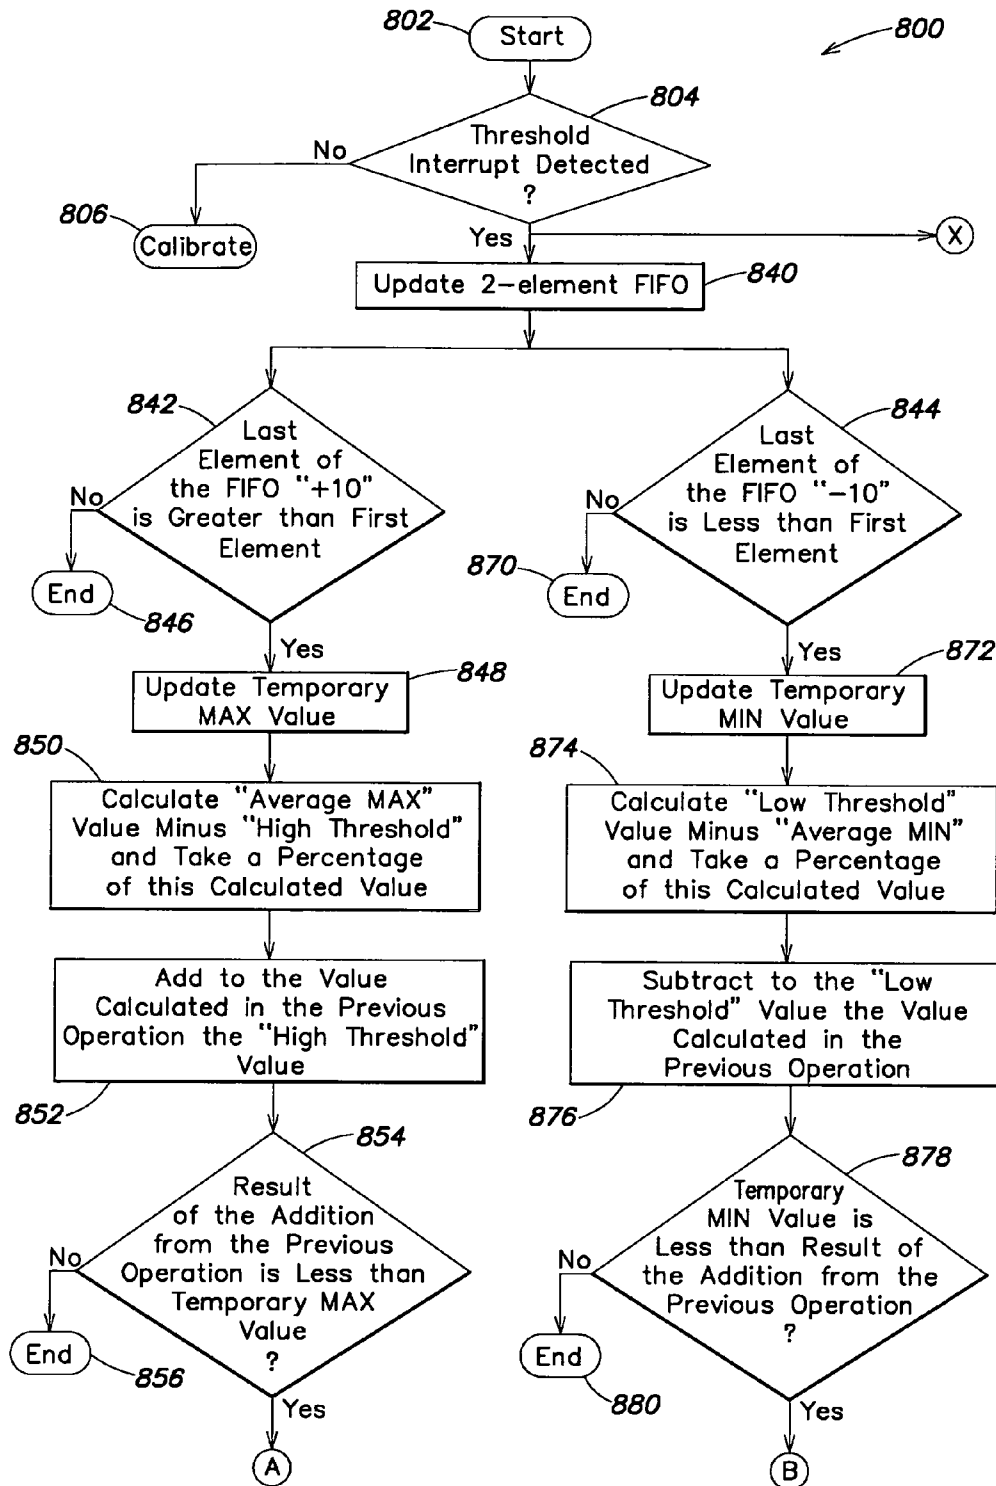 802
Start
800
804
Threshold
Interrupt Detected
?
No
806
Calibrate
Yes
X
Update 2-element FIFO
840
842
Last
Element of
the FIFO "+10"
is Greater than First
Element
No
End
846
Yes
844
Last
Element of
the FIFO "-10"
is Less than First
Element
No
870
End
Yes
Update Temporary
MAX Value
848
Update Temporary
MIN Value
872
850
Calculate "Average MAX"
Value Minus "High Threshold"
and Take a Percentage
of this Calculated Value
874
Calculate "Low Threshold"
Value Minus "Average MIN"
and Take a Percentage
of this Calculated Value
Add to the Value
Calculated in the Previous
Operation the "High Threshold"
Value
852
Subtract to the "Low
Threshold" Value the Value
Calculated in the
Previous Operation
876
854
Result
of the Addition
from the Previous
Operation is Less than
Temporary MAX
Value
?
No
End
856
Yes
A
878
Temporary
MIN Value is
Less than Result of
the Addition from the
Previous Operation
?
No
End
880
Yes
B